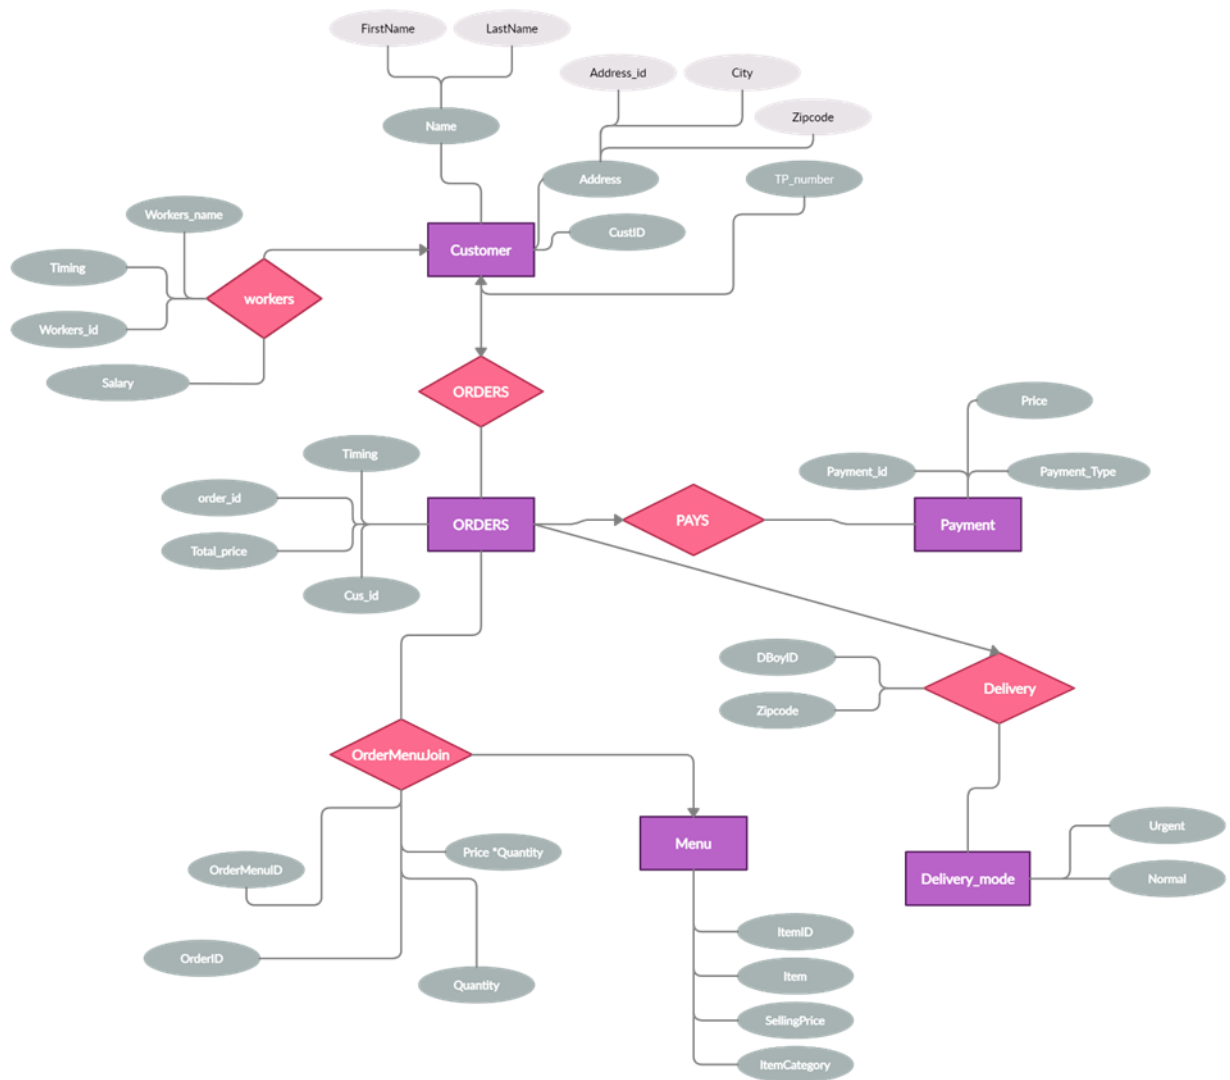 FirstName
LastName
Address_id
City
Zipcode
Name
Address
TP_number
Workers_name
CustID
Customer
Timing
workers
Workers_id
Salary
ORDERS
Price
Timing
Payment_id
Payment_Type
order_id
ORDERS
PAYS
Payment
Total_price
Cus_id
DBoyID
Delivery
Zipcode
OrderMenuJoin
Urgent
Menu
Price *Quantity
OrderMenuID
Delivery_mode
Normal
ItemID
OrderID
Item
Quantity
SellingPrice
ItemCategory